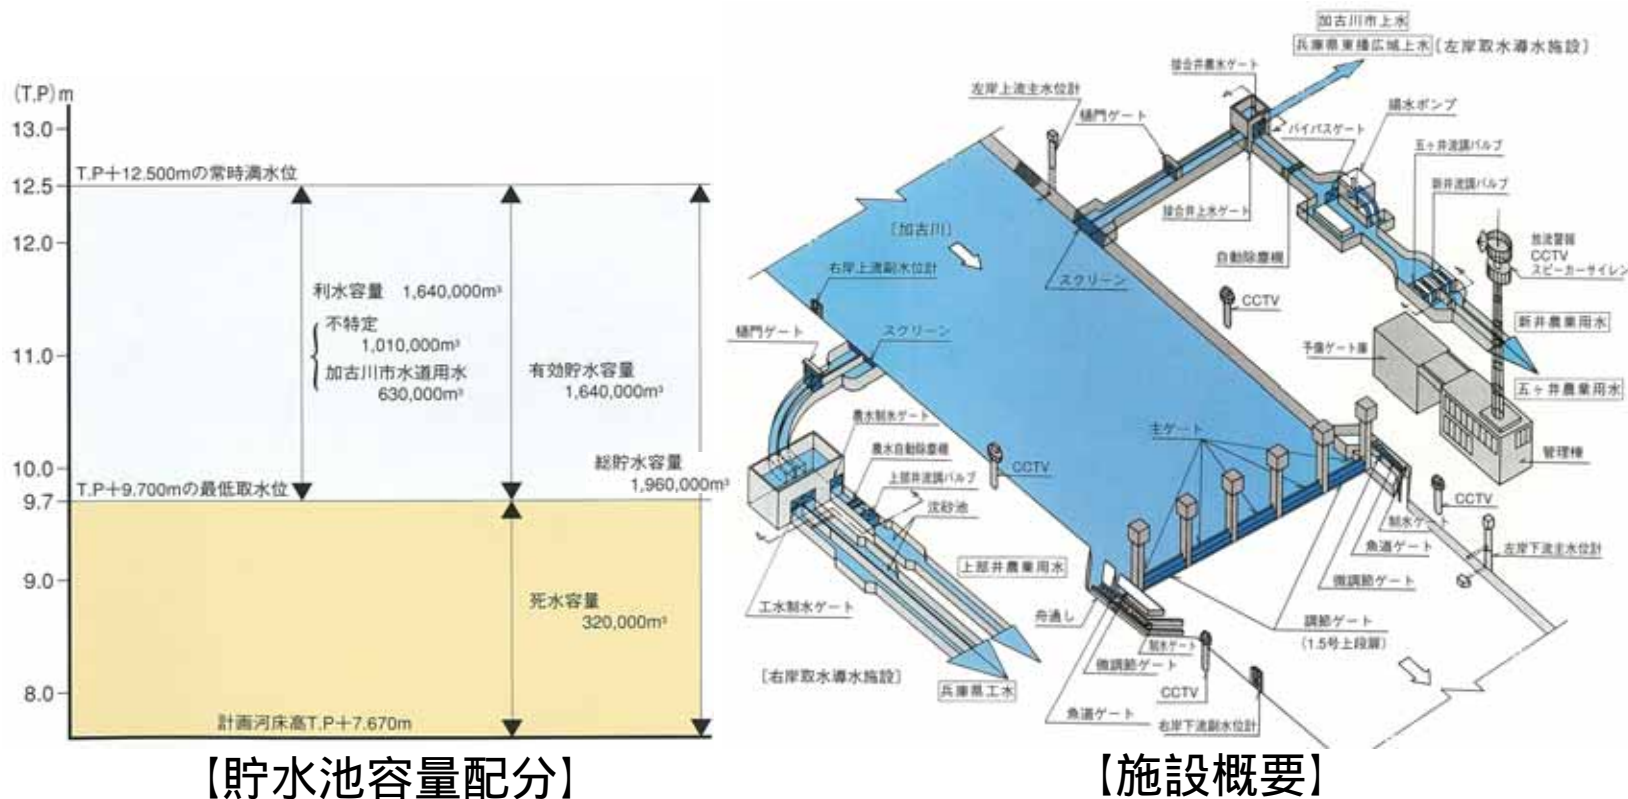 (T.P) m
13.0
T.P+12.500mの常時満水位
12.5
12.0
利水容量 1,640,000m³
不特定
1,010,000m³
加古川市水道用水
630,000m³
11.0
有効貯水容量
1,640,000m³
総貯水容量
1,960,000m³
10.0
T.P+9.700mの最低取水位
9.7
9.0
死水容量
320,000m³
8.0
計画河床高T.P+7.670m
【貯水池容量配分】
加古川市上水
兵庫県東播広域上水
〔左岸取水導水施設〕
接合井農水ゲート
左岸上流主水位計
樋門ゲート
揚水ポンプ
バイパスゲート
五ヶ井流調バルブ
新井流調バルブ
接合井上水ゲート
〔加古川〕
自動除塵機
放流警報
CCTV
スピーカーサイレン
右岸上流副水位計
スクリーン
CCTV
新井農業用水
樋門ゲート
スクリーン
予備ゲート庫
五ヶ井農業用水
農水制水ゲート
主ゲート
農水自動除塵機
CCTV
管理棟
上部井流調バルブ
沈砂池
CCTV
制水ゲート
魚道ゲート
左岸下流主水位計
上部井農業用水
微調節ゲート
工水制水ゲート
舟通し
調節ゲート
(1.5号上段扉)
制水ゲート
微調節ゲート
〔右岸取水導水施設〕
兵庫県工水
CCTV
魚道ゲート
右岸下流副水位計
【施設概要】